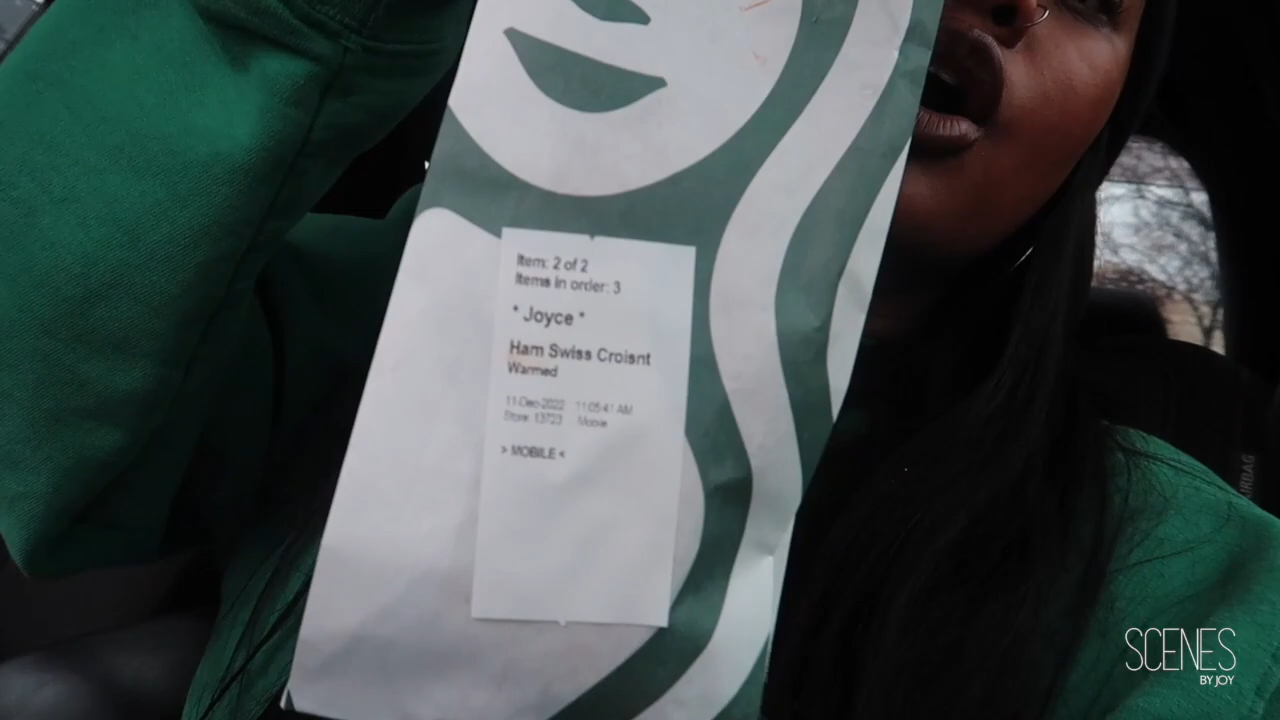 Item: 2 of 2
Items in order: 3
* Joyce *
Ham Swiss Croisnt
Warmed
11-Dec-2022 11:05:41 AM
Store: 13723 Mobile
> MOBILE <
SCENES
BY JOY